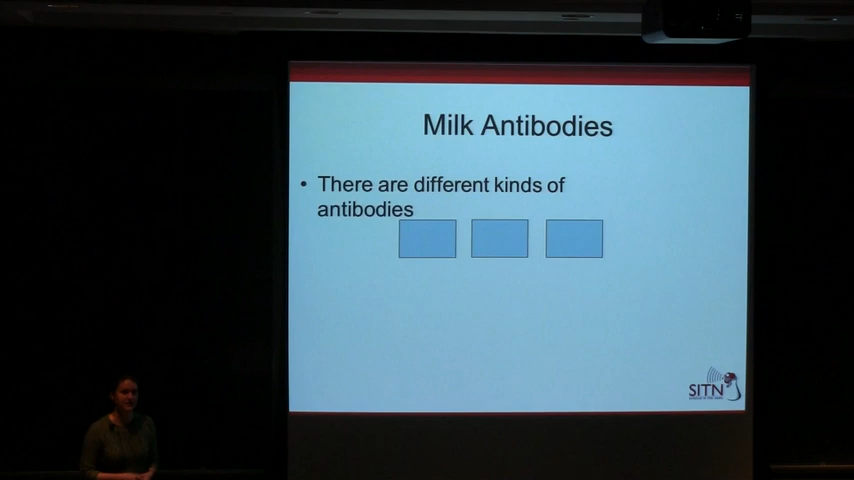 Milk Antibodies
• There are different kinds of
antibodies
SITN